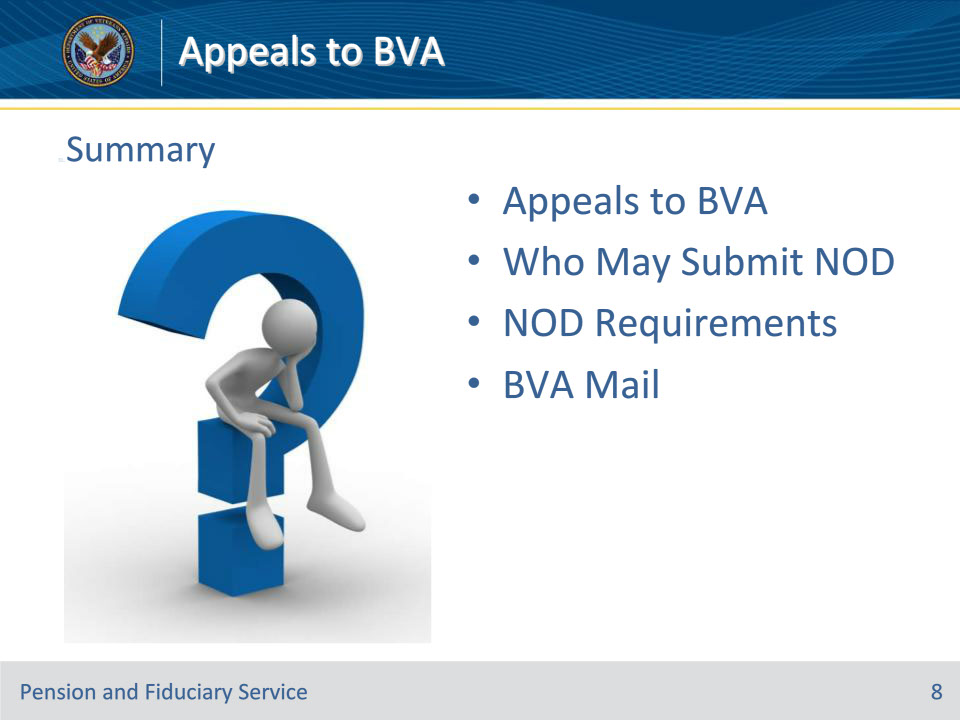 Appeals to BVA
Summary
• Appeals to BVA
• Who May Submit NOD
• NOD Requirements
• BVA Mail
Pension and Fiduciary Service
8